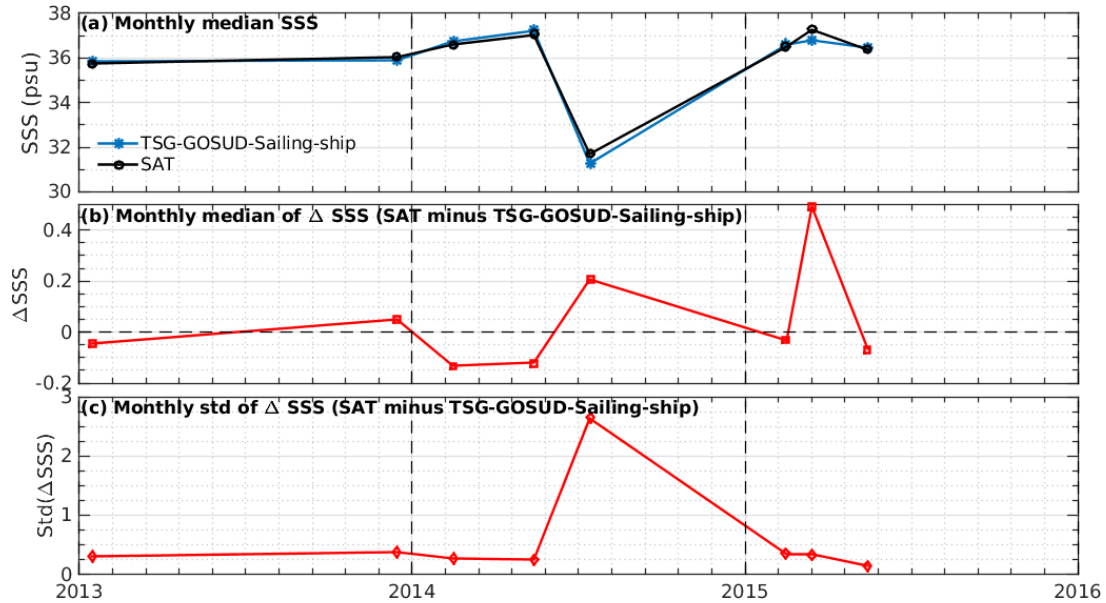 (a) Monthly median SSS
38
36
34
32
30
SSS (psu)
TSG-GOSUD-Sailing-ship
SAT
(b) Monthly median of Δ SSS (SAT minus TSG-GOSUD-Sailing-ship)
0.4
0.2
0
-0.2
ΔSSS
(c) Monthly std of Δ SSS (SAT minus TSG-GOSUD-Sailing-ship)
3
2
1
0
Std(ΔSSS)
2013 2014 2015 2016